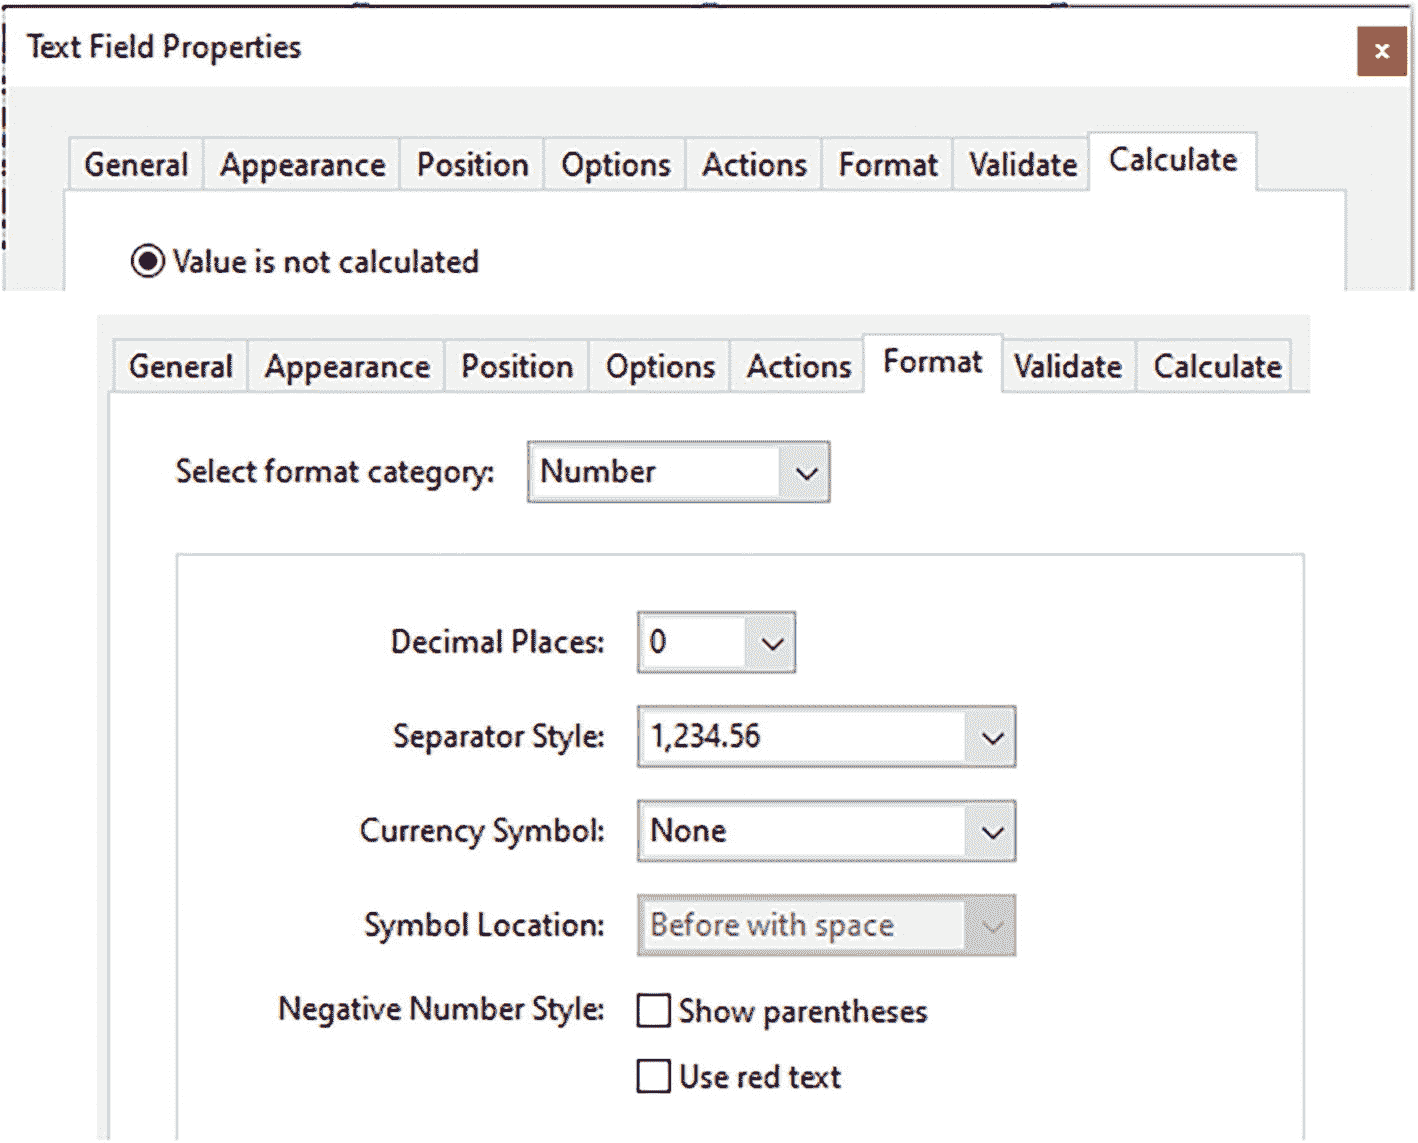 Text Field Properties
x
General Appearance Position Options Actions Format Validate Calculate
Value is not calculated
General Appearance Position Options Actions Format Validate Calculate
Select format category: Number
Decimal Places: 0
Separator Style: 1,234.56
Currency Symbol: None
Symbol Location: Before with space
Negative Number Style: Show parentheses
Use red text